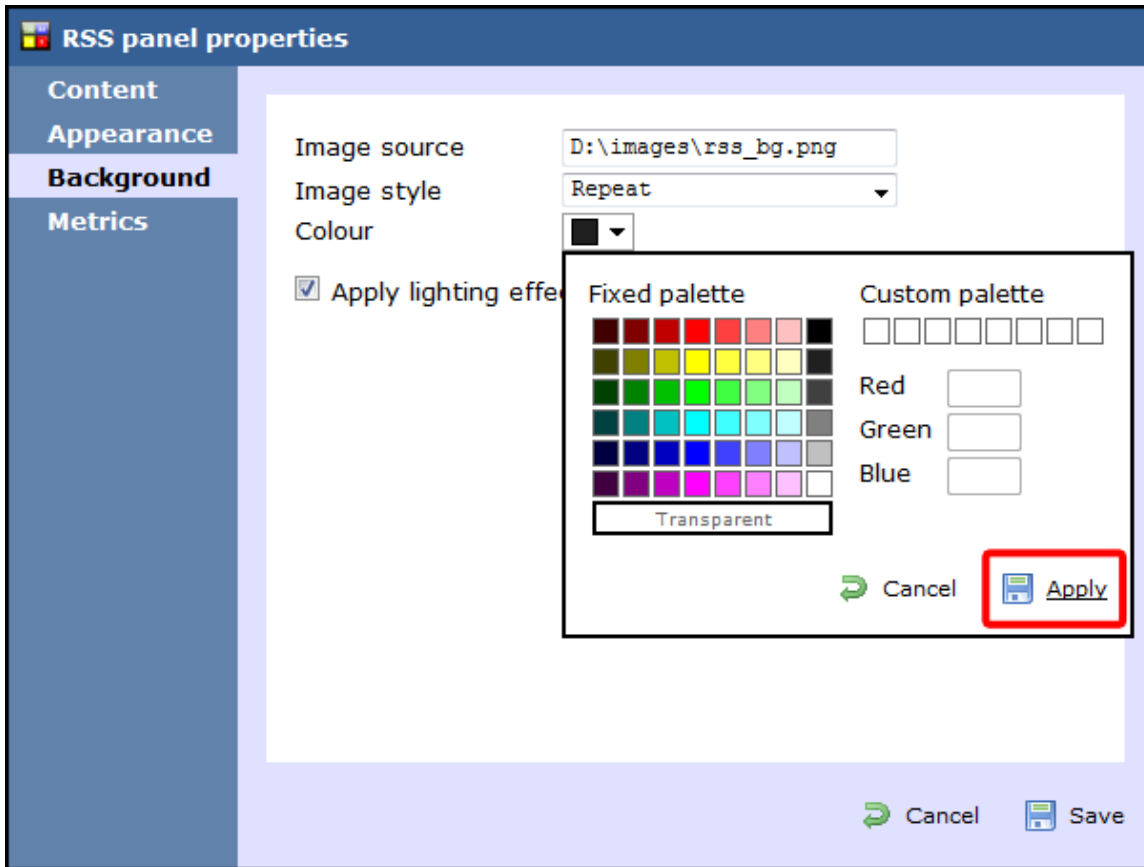 RSS panel properties
Content
Appearance
Background
Metrics
Image source D:\images\rss_bg.png
Image style Repeat
Colour
Apply lighting
Fixed palette Custom palette
Red
Green
Blue
Transparent
Cancel Apply
Cancel Save